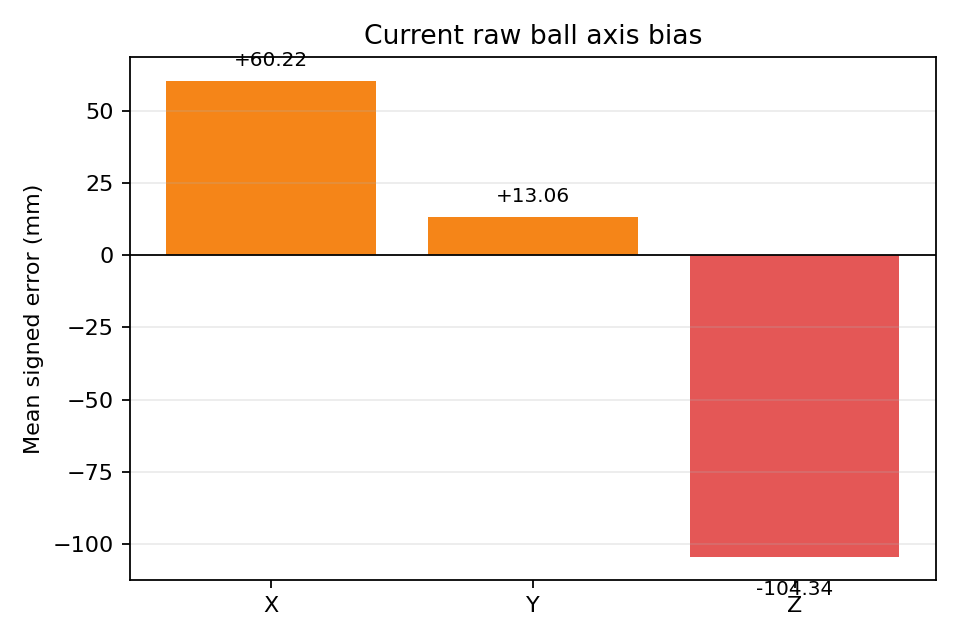 Current raw ball axis bias
+60.22
+13.06
-104.34
Mean signed error (mm)
50
25
0
−25
−50
−75
−100
X
Y
Z